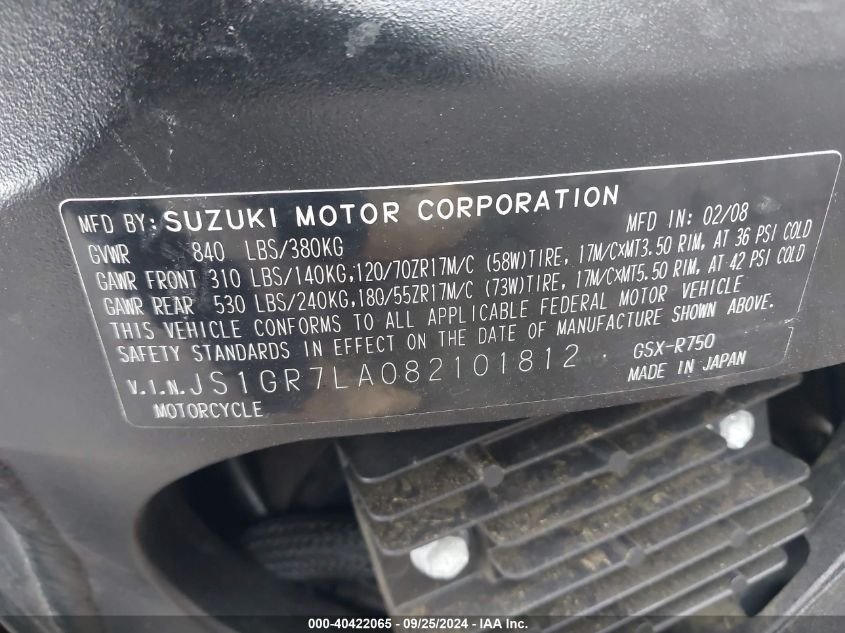 MFD BY: SUZUKI MOTOR CORPORATION MFD IN: 02/08
GVWR 840 LBS/380KG
GAWR FRONT 310 LBS/140KG,120/70ZR17M/C (58W)TIRE, 17M/C×MT3.50 RIM, AT 36 PSI COLD
GAWR REAR 530 LBS/240KG,180/55ZR17M/C (73W)TIRE, 17M/C×MT5.50 RIM, AT 42 PSI COLD
THIS VEHICLE CONFORMS TO ALL APPLICABLE FEDERAL MOTOR VEHICLE
SAFETY STANDARDS IN EFFECT ON THE DATE OF MANUFACTURE SHOWN ABOVE.
V.I.N. JS1GR7LA082101812 · GSX-R750
MOTORCYCLE MADE IN JAPAN
000-40422065 - 09/25/2024 - IAA Inc.